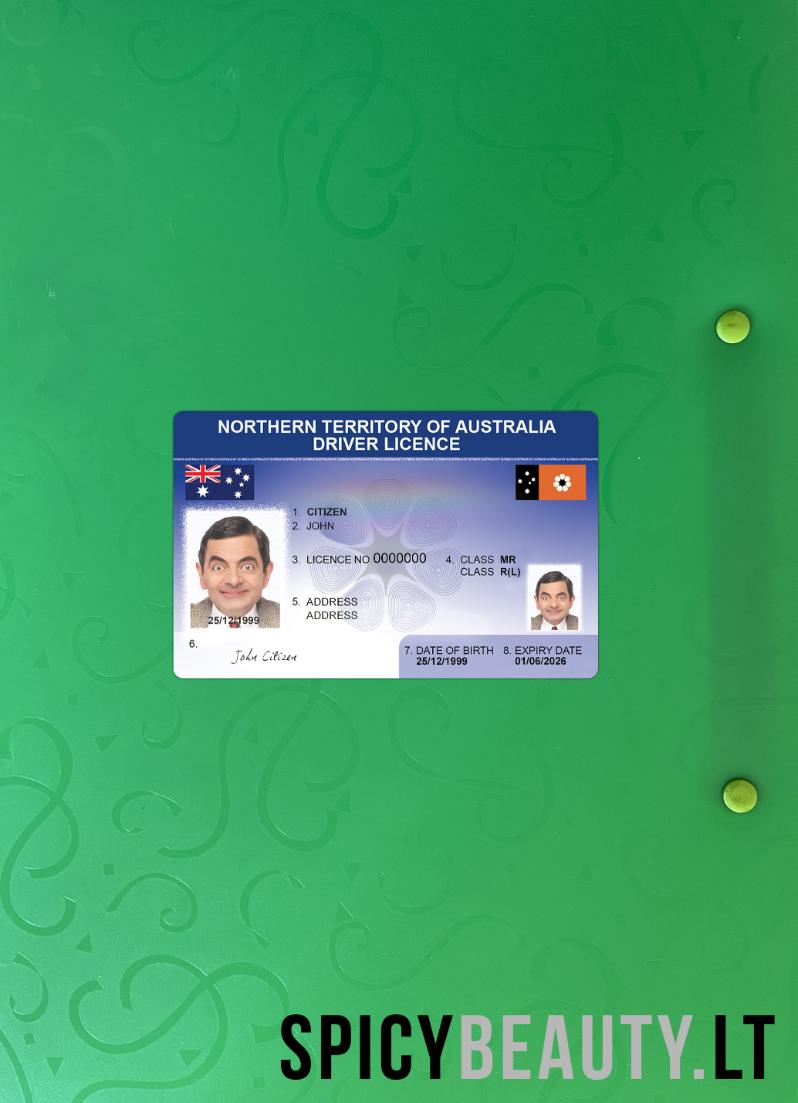 NORTHERN TERRITORY OF AUSTRALIA
DRIVER LICENCE
1. CITIZEN
2. JOHN
3. LICENCE NO 0000000
4. CLASS MR
CLASS R(L)
5. ADDRESS
ADDRESS
25/12/1999
6.
John Citizen
7. DATE OF BIRTH 8. EXPIRY DATE
25/12/1999 01/06/2026
SPICYBEAUTY.LT